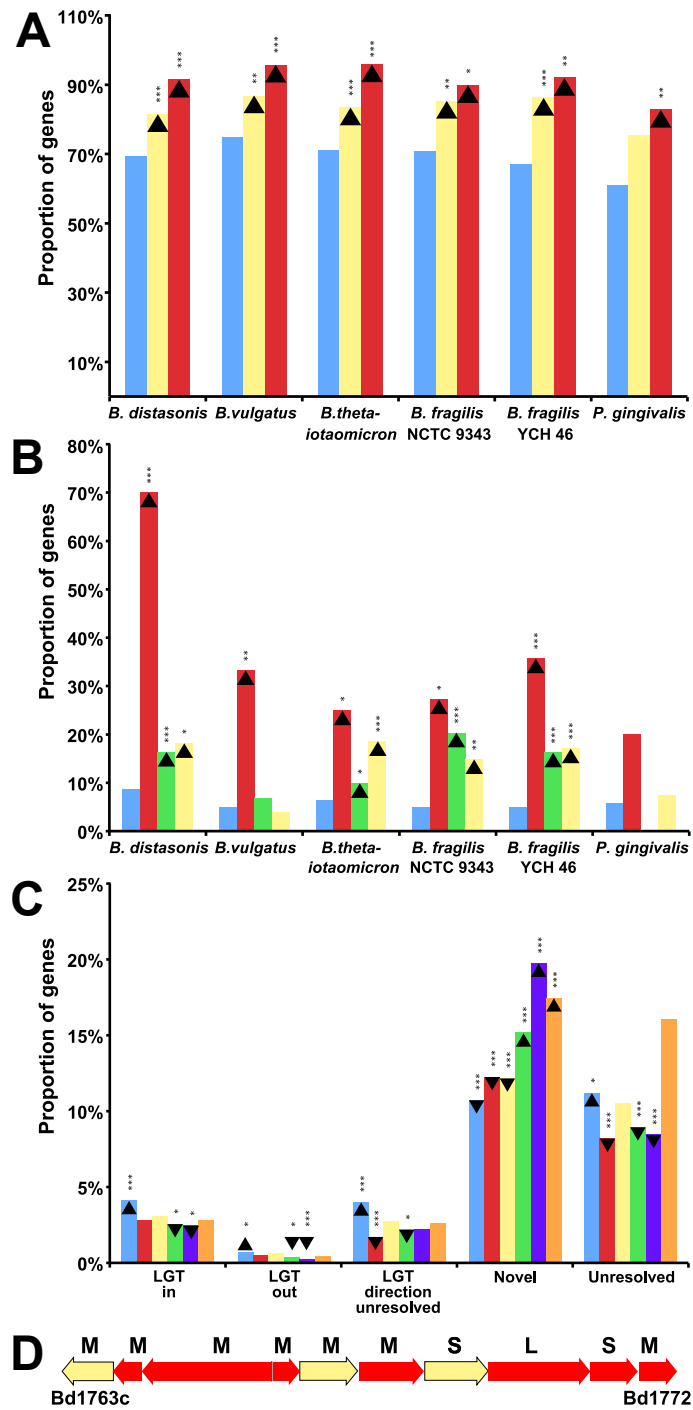 A
110%
90%
70%
50%
30%
10%
Proportion of genes
*** *** ** *** *** *** ** * *** ** **
B. distasonis B.vulgatus B.theta-iotaomicron B. fragilis NCTC 9343 B. fragilis YCH 46 P. gingivalis
B
80%
70%
60%
50%
40%
30%
20%
10%
0%
Proportion of genes
*** *** * ** * * *** * *** ** *** *** ***
B. distasonis B.vulgatus B.theta-iotaomicron B. fragilis NCTC 9343 B. fragilis YCH 46 P. gingivalis
C
25%
20%
15%
10%
5%
0%
Proportion of genes
*** * * * * *** *** *** * *** *** *** *** *** *** * *** *** ***
LGT in
LGT out
LGT direction unresolved
Novel
Unresolved
D
M M M M M M S L S M
Bd1763c Bd1772